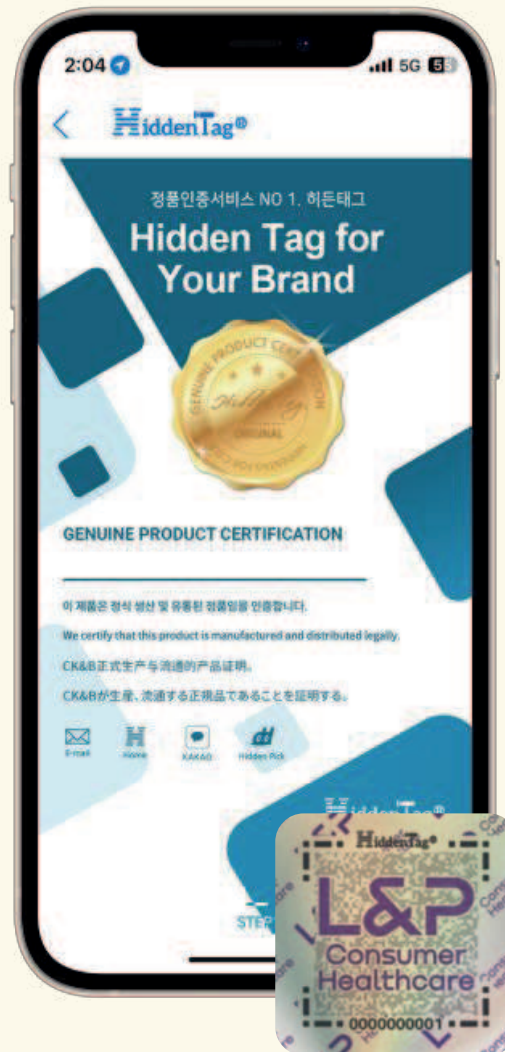 2:04
5G
HiddenTag®
정품인증서비스 NO 1. 히든태그
Hidden Tag for
Your Brand
GENUINE PRODUCT CERT
ORIGINAL
GENUINE PRODUCT CERTIFICATION
이 제품은 정식 생산 및 유통된 정품임을 인증합니다.
We certify that this product is manufactured and distributed legally.
CK&B正式生产与流通的产品证明。
CK&Bが生産、流通する正規品であることを証明する。
E-mail
Home
KAKAO
Hidden Pick
HiddenTag®
STEP
HiddenTag®
L&P
Consumer
Healthcare
0000000001